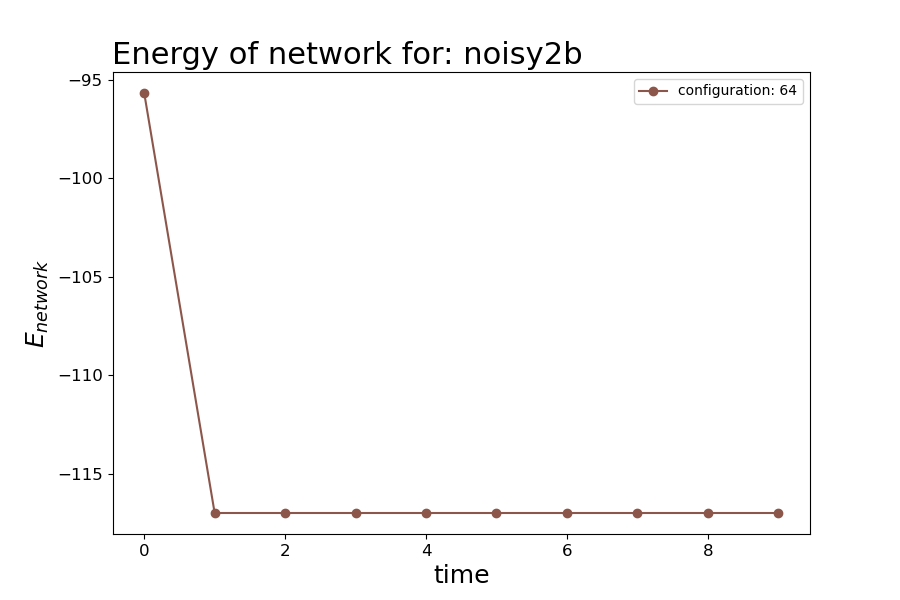 Energy of network for: noisy2b
configuration: 64
−95
−100
−105
−110
−115
E_network
0 2 4 6 8
time